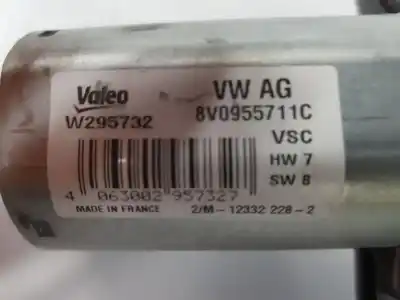 Valeo VW AG
W295732 8V0955711C
VSC
HW 7
SW 8
4 063002 957327
MADE IN FRANCE 2/M-12332 228-2